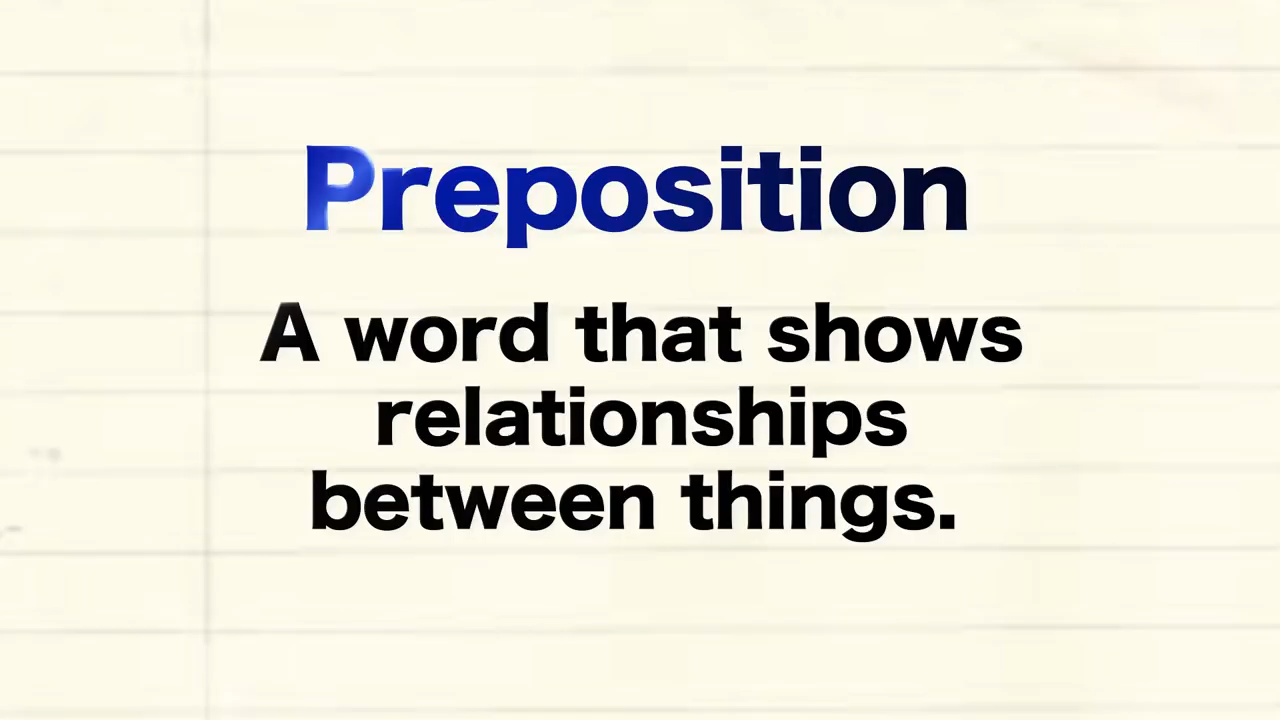 Preposition
A word that shows
relationships
between things.